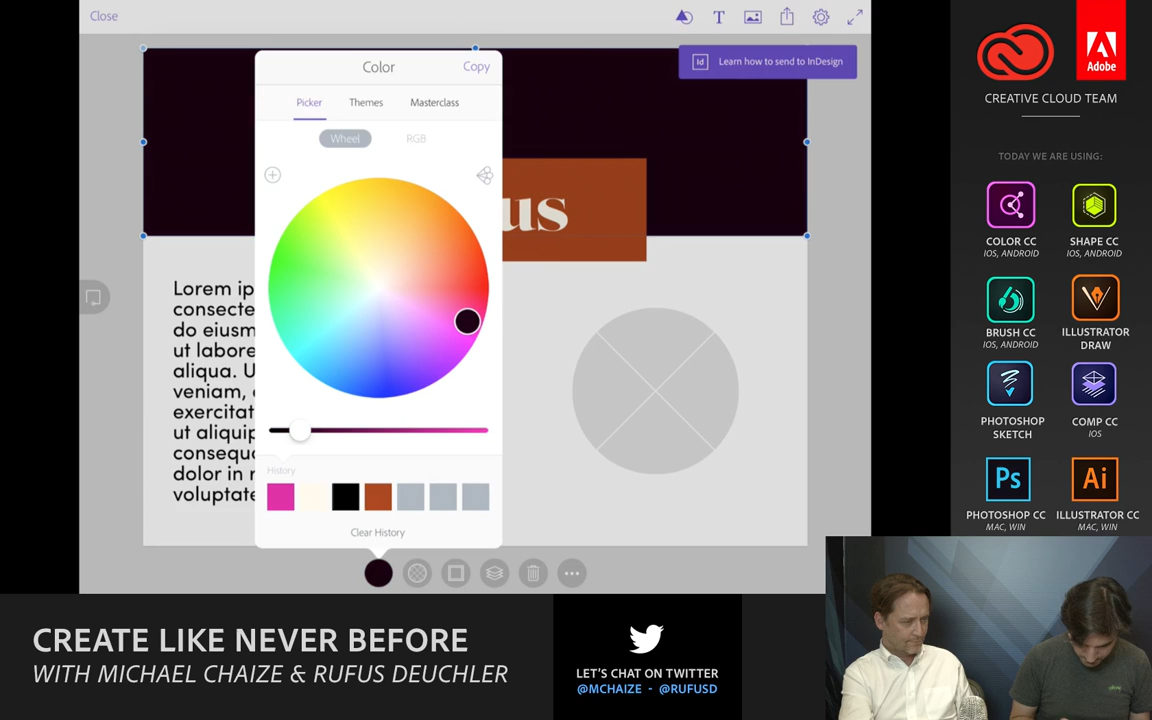 Close
Id Learn how to send to InDesign
Color
Copy
Picker
Themes
Masterclass
Wheel
RGB
us
Lorem ip
consecte
do eiusm
ut labore
aliqua. U
veniam,
exercitat
ut aliquip
consequ
dolor in r
voluptate
History
Clear History
Adobe
CREATIVE CLOUD TEAM
TODAY WE ARE USING:
COLOR CC
IOS, ANDROID
SHAPE CC
IOS, ANDROID
BRUSH CC
IOS, ANDROID
ILLUSTRATOR
DRAW
PHOTOSHOP
SKETCH
COMP CC
IOS
Ps
PHOTOSHOP CC
MAC, WIN
Ai
ILLUSTRATOR CC
MAC, WIN
CREATE LIKE NEVER BEFORE
WITH MICHAEL CHAIZE & RUFUS DEUCHLER
LET'S CHAT ON TWITTER
@MCHAIZE - @RUFUSD